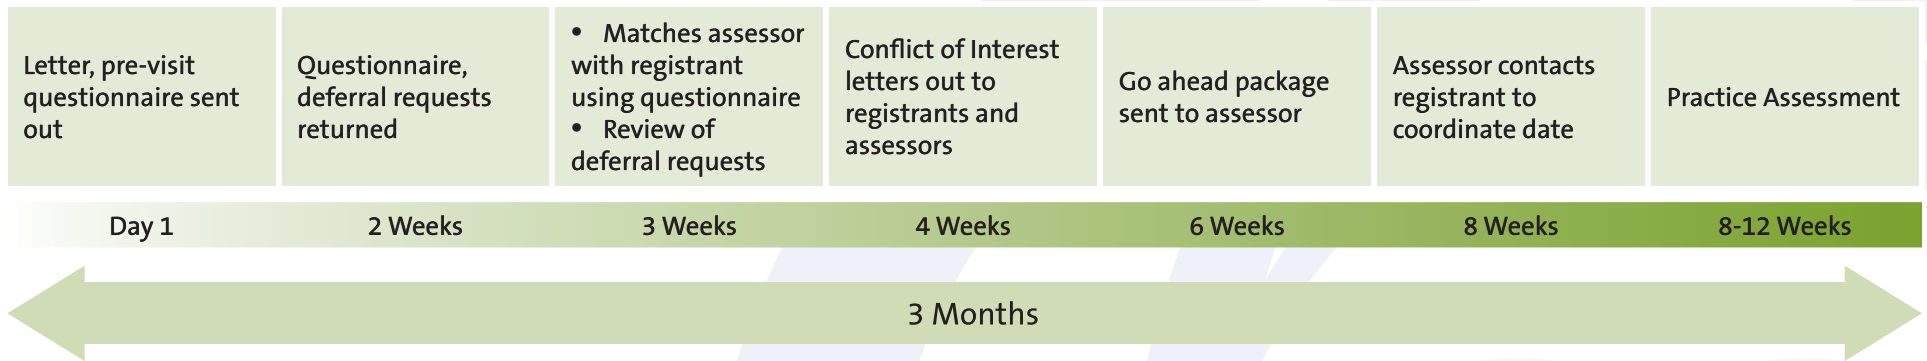 Letter, pre-visit
questionnaire sent
out
Questionnaire,
deferral requests
returned
• Matches assessor
with registrant
using questionnaire
• Review of
deferral requests
Conflict of Interest
letters out to
registrants and
assessors
Go ahead package
sent to assessor
Assessor contacts
registrant to
coordinate date
Practice Assessment
Day 1
2 Weeks
3 Weeks
4 Weeks
6 Weeks
8 Weeks
8-12 Weeks
3 Months